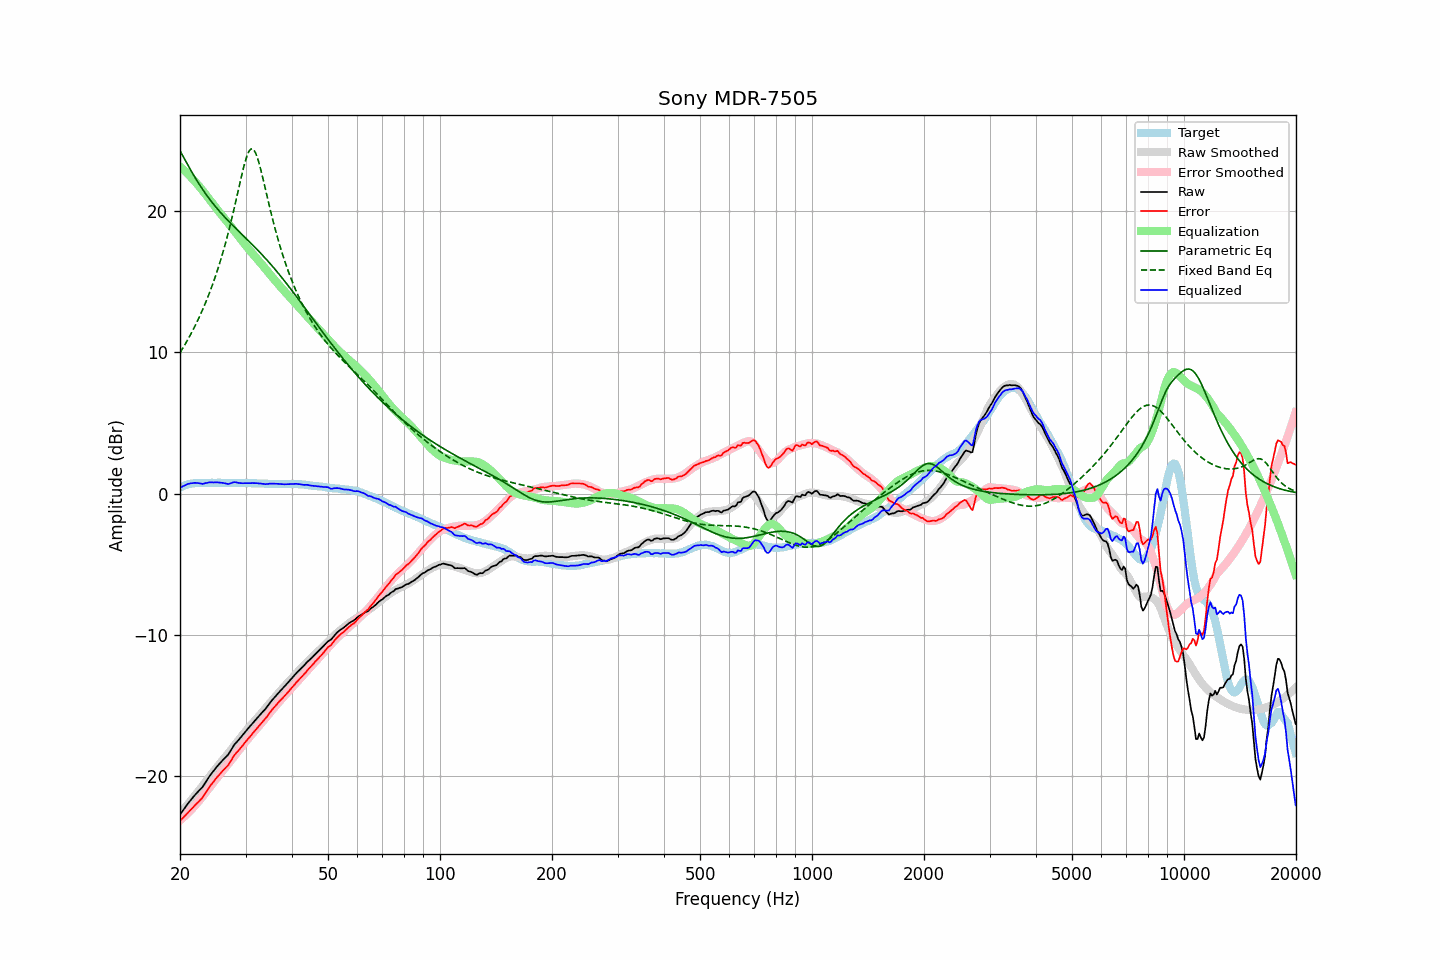 Sony MDR-7505
Target
Raw Smoothed
Error Smoothed
Raw
Error
Equalization
Parametric Eq
Fixed Band Eq
Equalized
Amplitude (dBr)
20
10
0
−10
−20
20
50
100
200
500
1000
2000
5000
10000
20000
Frequency (Hz)